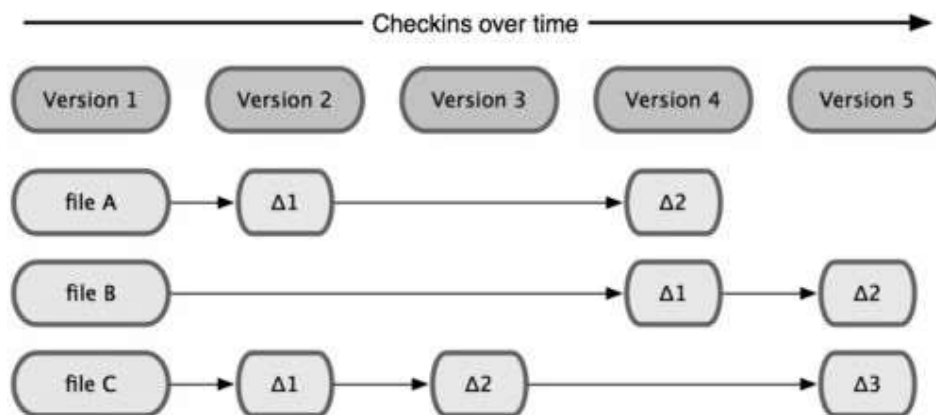 Checkins over time
Version 1 Version 2 Version 3 Version 4 Version 5
file A Δ1 Δ2
file B Δ1 Δ2
file C Δ1 Δ2 Δ3